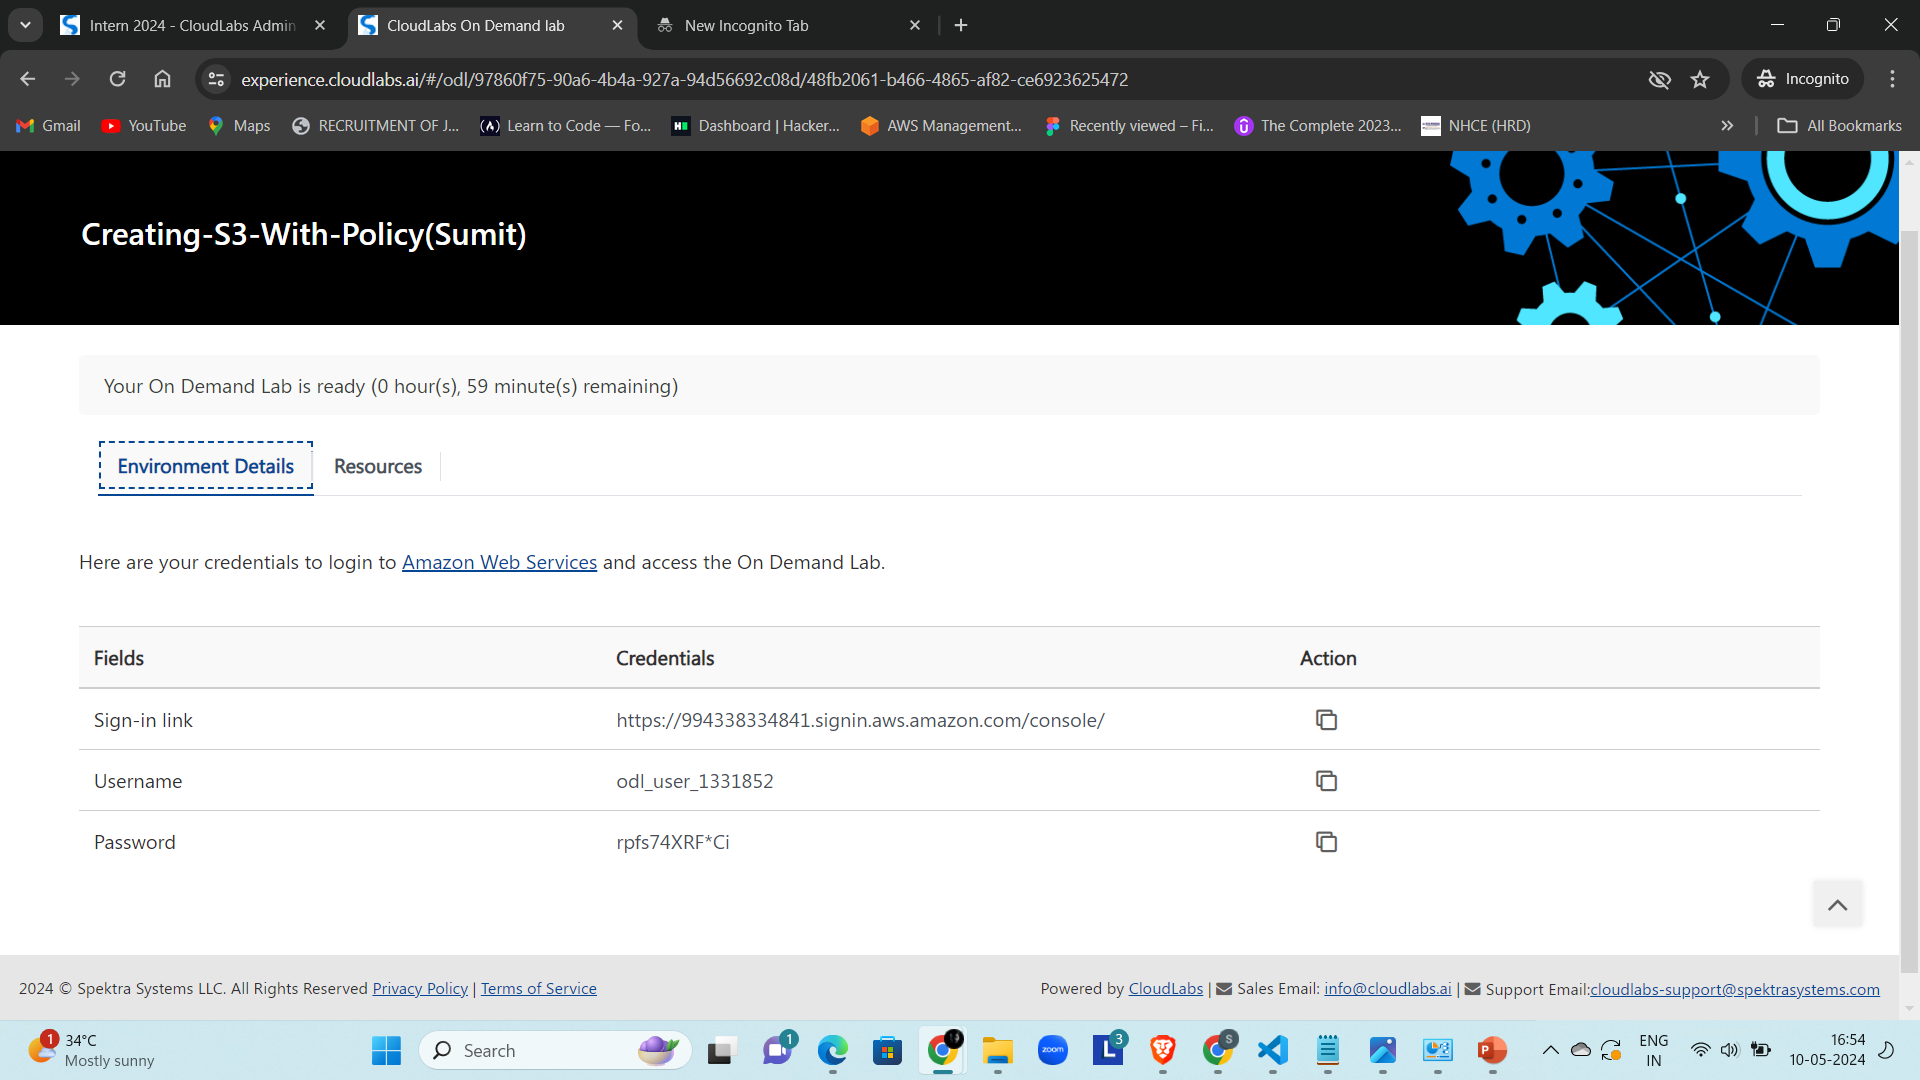 Intern 2024 - CloudLabs Admin
CloudLabs On Demand lab
New Incognito Tab
experience.cloudlabs.ai/#/odl/97860f75-90a6-4b4a-927a-94d56692c08d/48fb2061-b466-4865-af82-ce6923625472
Incognito
Gmail
YouTube
Maps
RECRUITMENT OF J...
Learn to Code — Fo...
Dashboard | Hacker...
AWS Management...
Recently viewed – Fi...
The Complete 2023...
NHCE (HRD)
All Bookmarks
Creating-S3-With-Policy(Sumit)
Your On Demand Lab is ready (0 hour(s), 59 minute(s) remaining)
Environment Details
Resources
Here are your credentials to login to Amazon Web Services and access the On Demand Lab.
Fields Credentials Action
Sign-in link https://994338334841.signin.aws.amazon.com/console/
Username odl_user_1331852
Password rpfs74XRF*Ci
2024 © Spektra Systems LLC. All Rights Reserved Privacy Policy | Terms of Service
Powered by CloudLabs | Sales Email: info@cloudlabs.ai | Support Email:cloudlabs-support@spektrasystems.com
1
34°C
Mostly sunny
Search
1
zoom
L
3
S
P
ENG
IN
16:54
10-05-2024